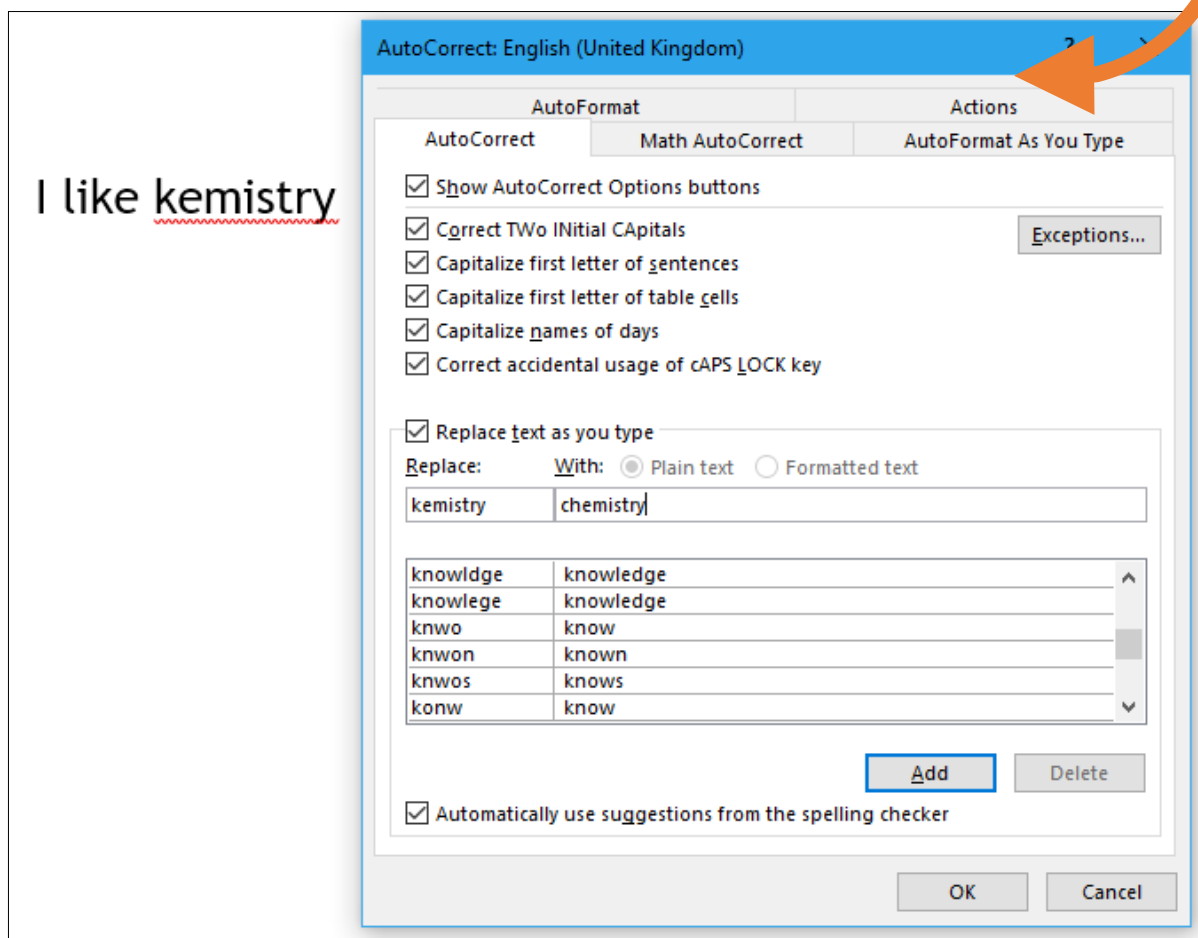 AutoCorrect: English (United Kingdom) ?
AutoFormat Actions
AutoCorrect Math AutoCorrect AutoFormat As You Type
I like kemistry
Show AutoCorrect Options buttons
Correct TWo INitial CApitals
Exceptions...
Capitalize first letter of sentences
Capitalize first letter of table cells
Capitalize names of days
Correct accidental usage of cAPS LOCK key
Replace text as you type
Replace: With: Plain text Formatted text
kemistry chemistry
knowldge knowledge
knowlege knowledge
knwo know
knwon known
knwos knows
konw know
Add Delete
Automatically use suggestions from the spelling checker
OK Cancel